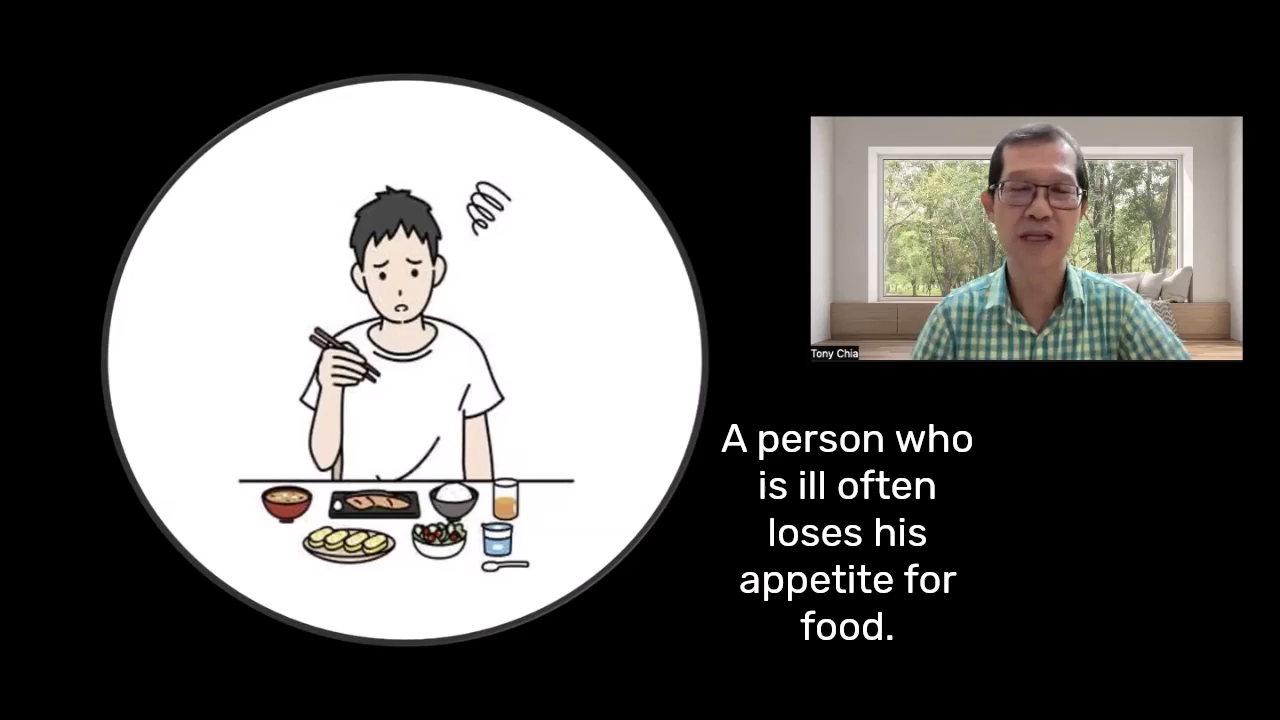 Tony Chia
A person who
is ill often
loses his
appetite for
food.